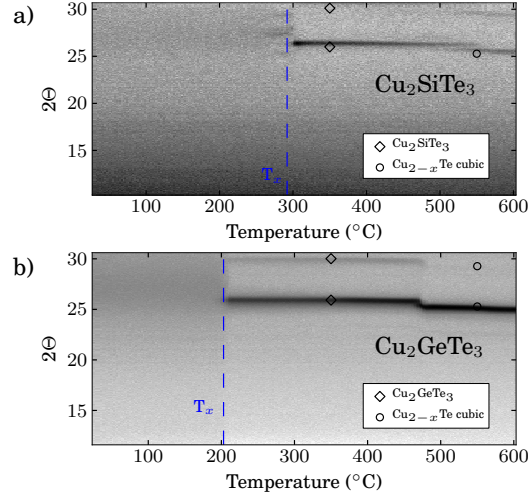 a)
30
25
20
15
2Θ
Cu₂SiTe₃
Cu₂SiTe₃
Cu₂₋ₓTe cubic
Tₓ
100 200 300 400 500 600
Temperature (°C)
b)
30
25
20
15
2Θ
Cu₂GeTe₃
Cu₂GeTe₃
Cu₂₋ₓTe cubic
Tₓ
100 200 300 400 500 600
Temperature (°C)